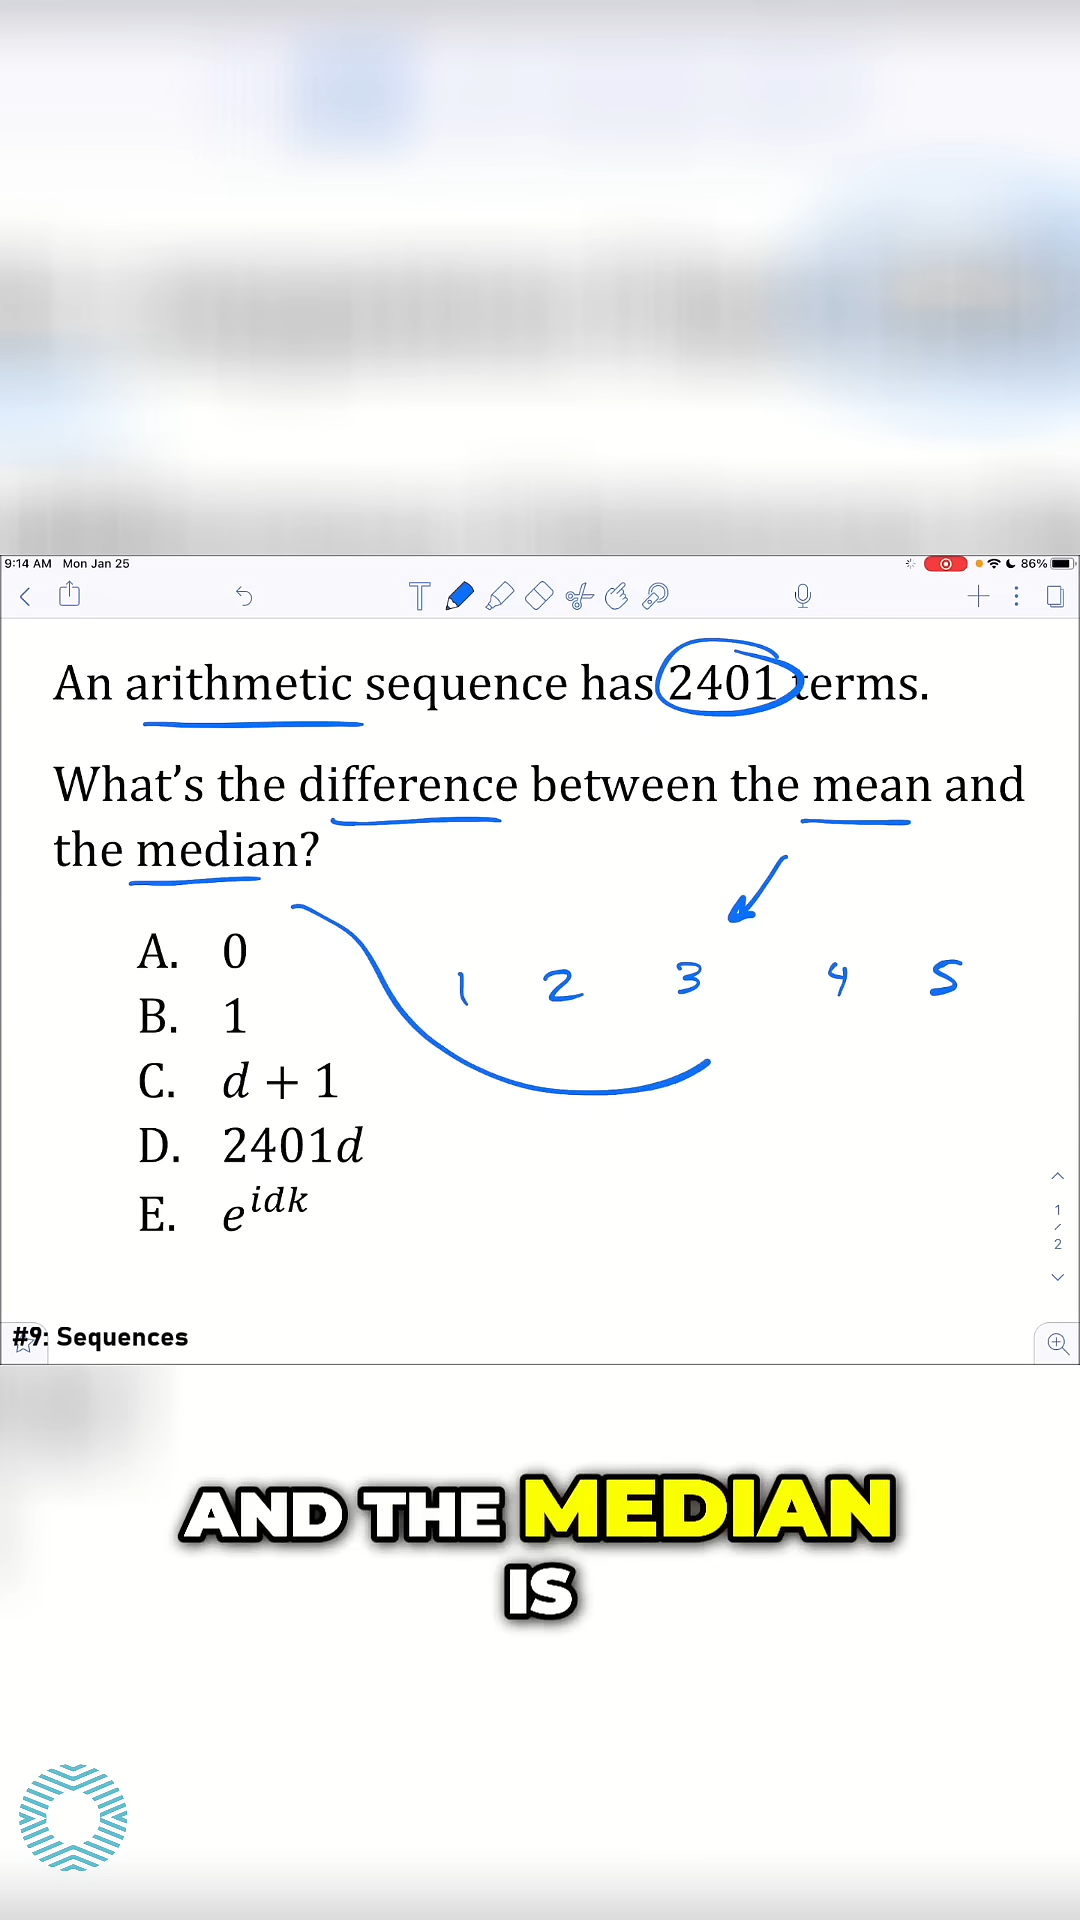 9:14 AM Mon Jan 25
86%
T
An arithmetic sequence has 2401 terms.
What's the difference between the mean and
the median?
A. 0
B. 1
C. d + 1
D. 2401d
E. e^{idk}
1 2 3 4 5
1
/
2
#9: Sequences
AND THE MEDIAN
IS